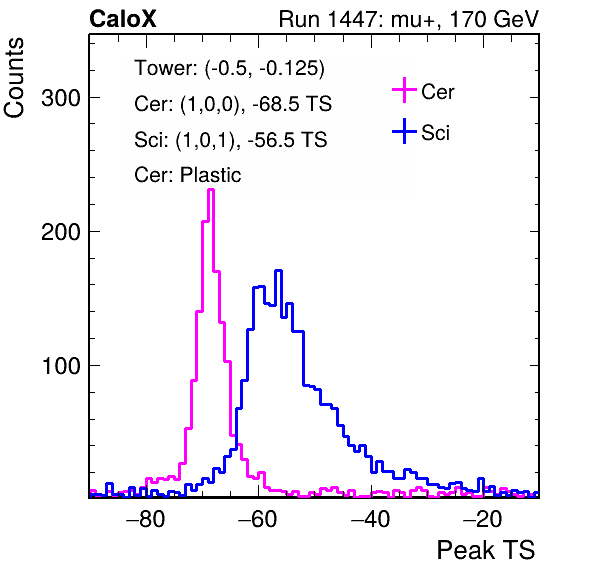 CaloX Run 1447: mu+, 170 GeV
Counts
Tower: (-0.5, -0.125)
Cer: (1,0,0), -68.5 TS
Sci: (1,0,1), -56.5 TS
Cer: Plastic
Cer
Sci
300
200
100
−80 −60 −40 −20
Peak TS